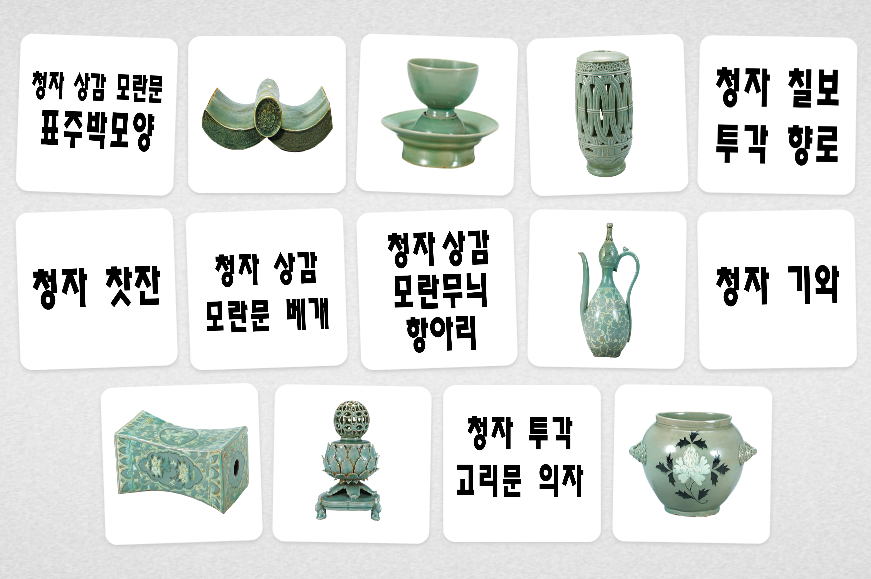 청자 상감 모란문
표주박모양
청자 칠보
투각 향로
청자 찻잔
청자 상감
모란문 베개
청자 상감
모란무늬
항아리
청자 기와
청자 투각
고리문 의자